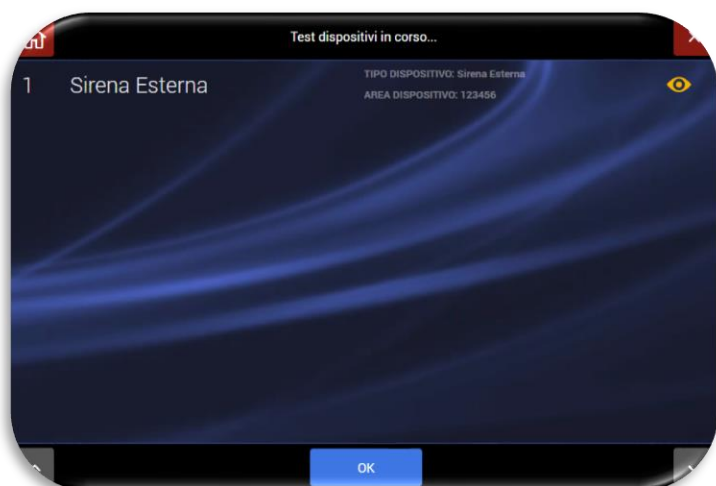 Test dispositivi in corso...
1 Sirena Esterna
TIPO DISPOSITIVO: Sirena Esterna
AREA DISPOSITIVO: 123456
OK